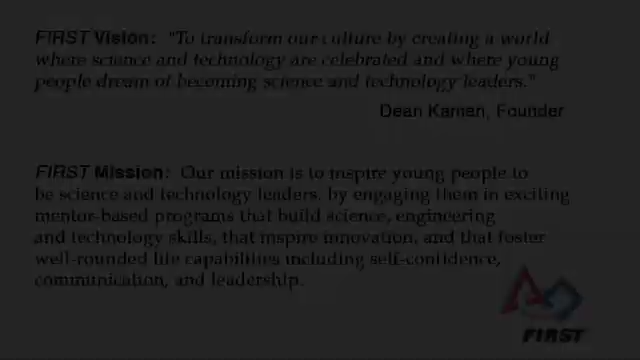 FIRST Vision: "To transform our culture by creating a world
where science and technology are celebrated and where young
people dream of becoming science and technology leaders."
Dean Kamen, Founder
FIRST Mission: Our mission is to inspire young people to
be science and technology leaders, by engaging them in exciting
mentor-based programs that build science, engineering
and technology skills, that inspire innovation, and that foster
well-rounded life capabilities including self-confidence,
communication, and leadership.
FIRST